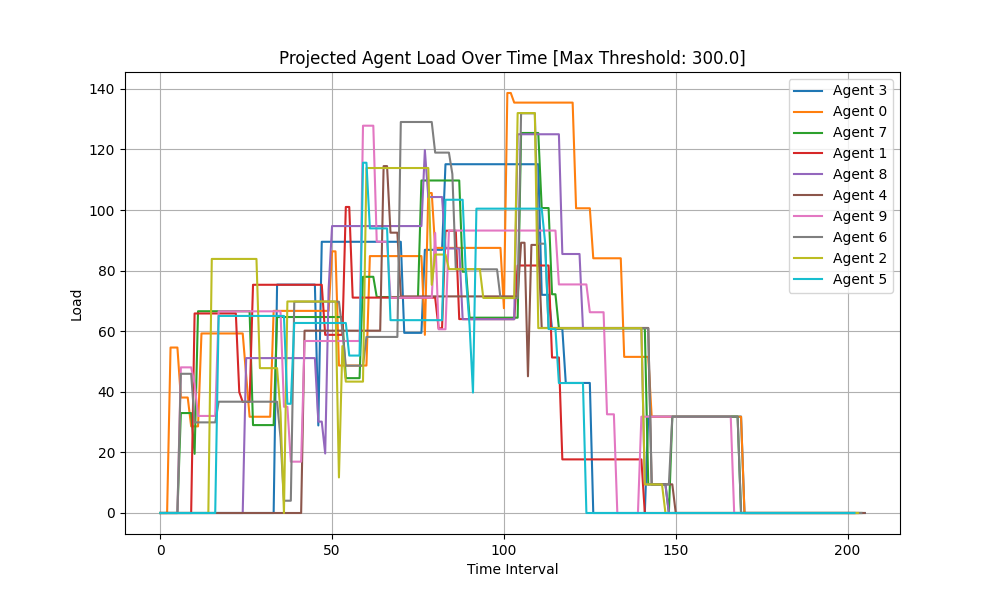 Projected Agent Load Over Time [Max Threshold: 300.0]
140
120
100
80
60
40
20
0
Load
0
50
100
150
200
Time Interval
Agent 3
Agent 0
Agent 7
Agent 1
Agent 8
Agent 4
Agent 9
Agent 6
Agent 2
Agent 5